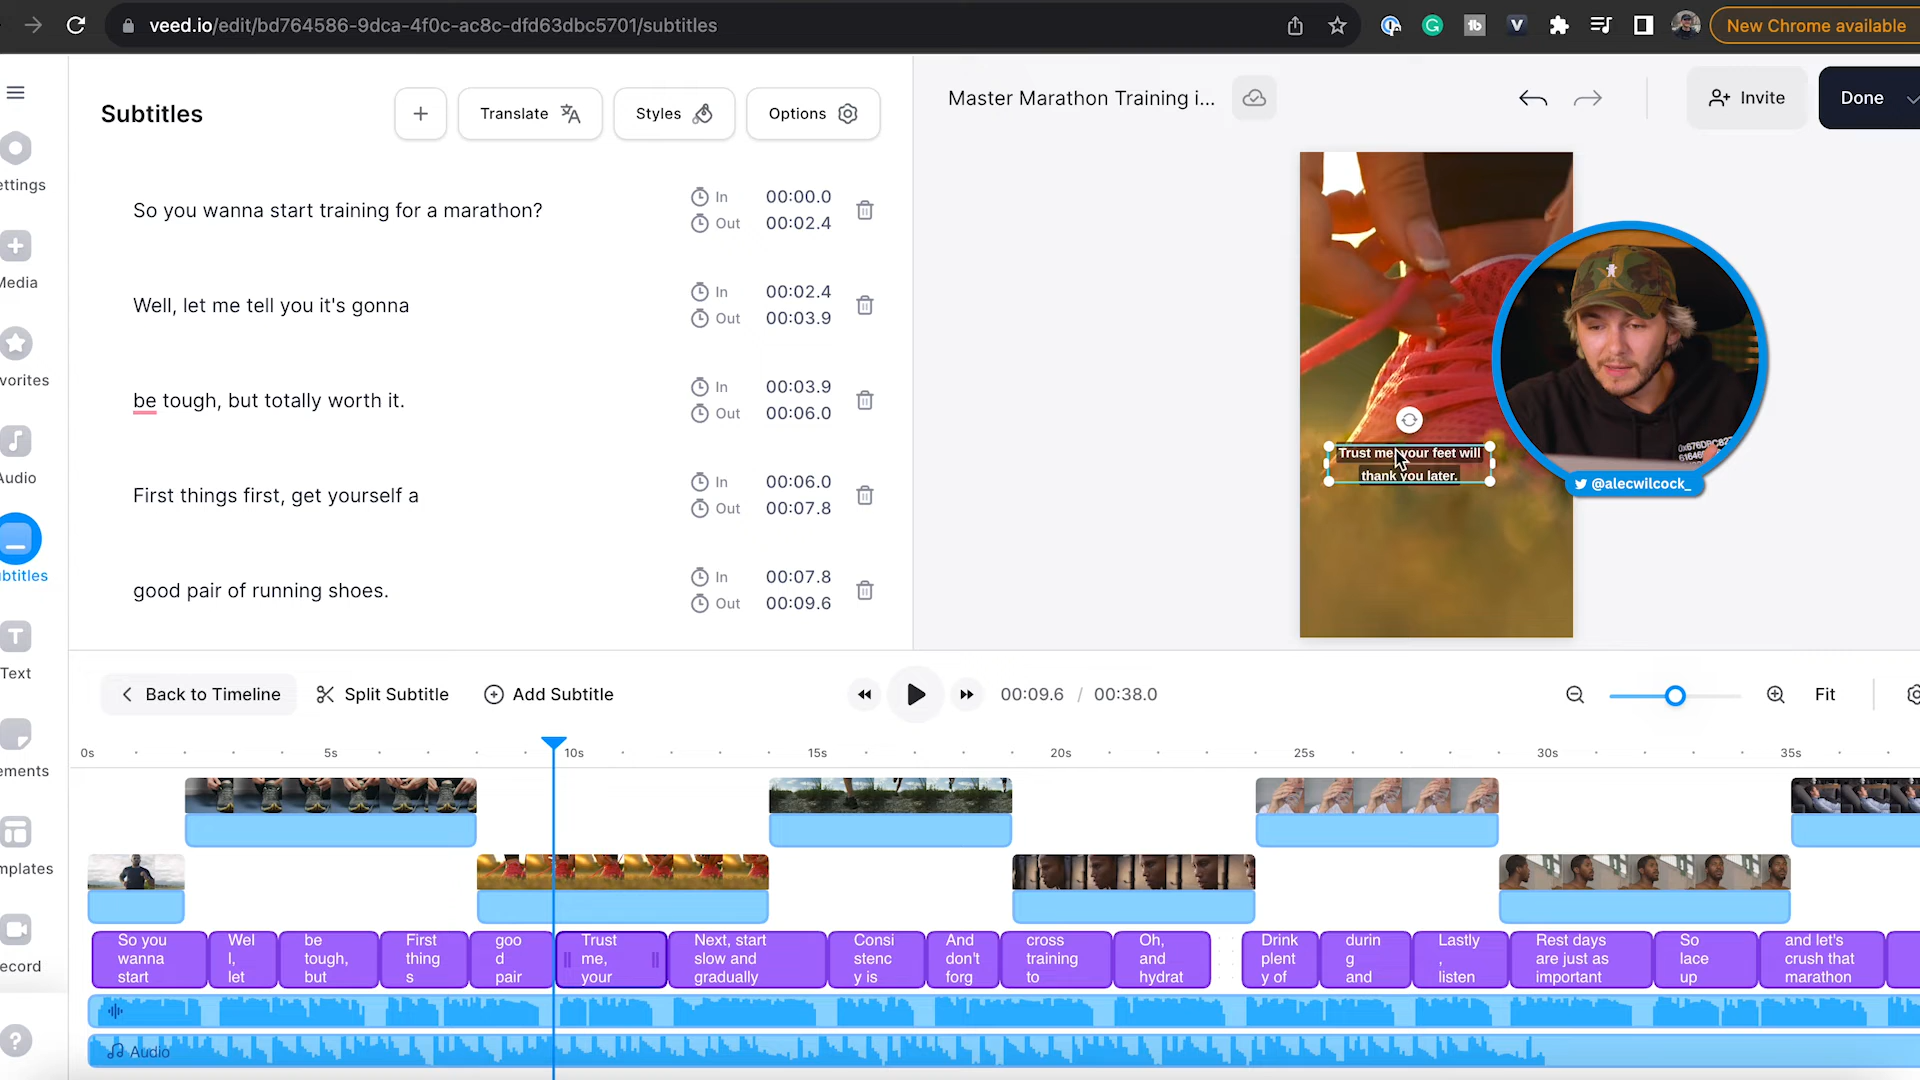 veed.io/edit/bd764586-9dca-4f0c-ac8c-dfd63dbc5701/subtitles
New Chrome available
Subtitles
Translate
Styles
Options
Master Marathon Training i...
Invite
Done
ettings
Media
vorites
Audio
ubtitles
Text
ements
mplates
ecord
?
So you wanna start training for a marathon?
In 00:00.0
Out 00:02.4
Well, let me tell you it's gonna
In 00:02.4
Out 00:03.9
be tough, but totally worth it.
In 00:03.9
Out 00:06.0
First things first, get yourself a
In 00:06.0
Out 00:07.8
good pair of running shoes.
In 00:07.8
Out 00:09.6
Trust me, your feet will
thank you later.
@alecwilcock_
Back to Timeline
Split Subtitle
Add Subtitle
00:09.6 / 00:38.0
Fit
0s 5s 10s 15s 20s 25s 30s 35s
So you
wanna
start
Wel
l,
let
be
tough,
but
First
thing
s
goo
d
pair
Trust
me,
your
Next, start
slow and
gradually
Consi
stenc
y is
And
don't
forg
cross
training
to
Oh,
and
hydrat
Drink
plent
y of
durin
g
and
Lastly
,
listen
Rest days
are just as
important
So
lace
up
and let's
crush that
marathon
Audio